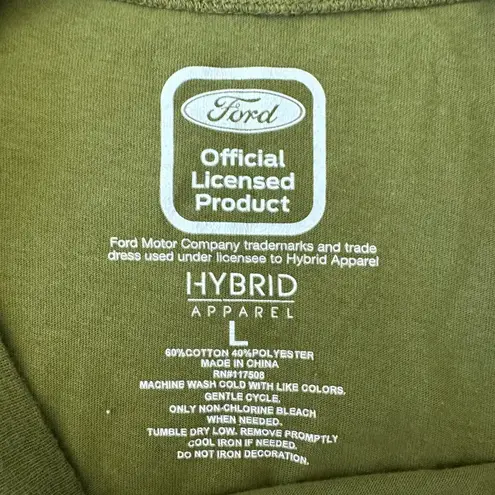 Ford
Official
Licensed
Product
Ford Motor Company trademarks and trade
dress used under licensee to Hybrid Apparel
HYBRID
APPAREL
L
60%COTTON 40%POLYESTER
MADE IN CHINA
RN#117508
MACHINE WASH COLD WITH LIKE COLORS.
GENTLE CYCLE.
ONLY NON-CHLORINE BLEACH
WHEN NEEDED.
TUMBLE DRY LOW. REMOVE PROMPTLY
COOL IRON IF NEEDED.
DO NOT IRON DECORATION.